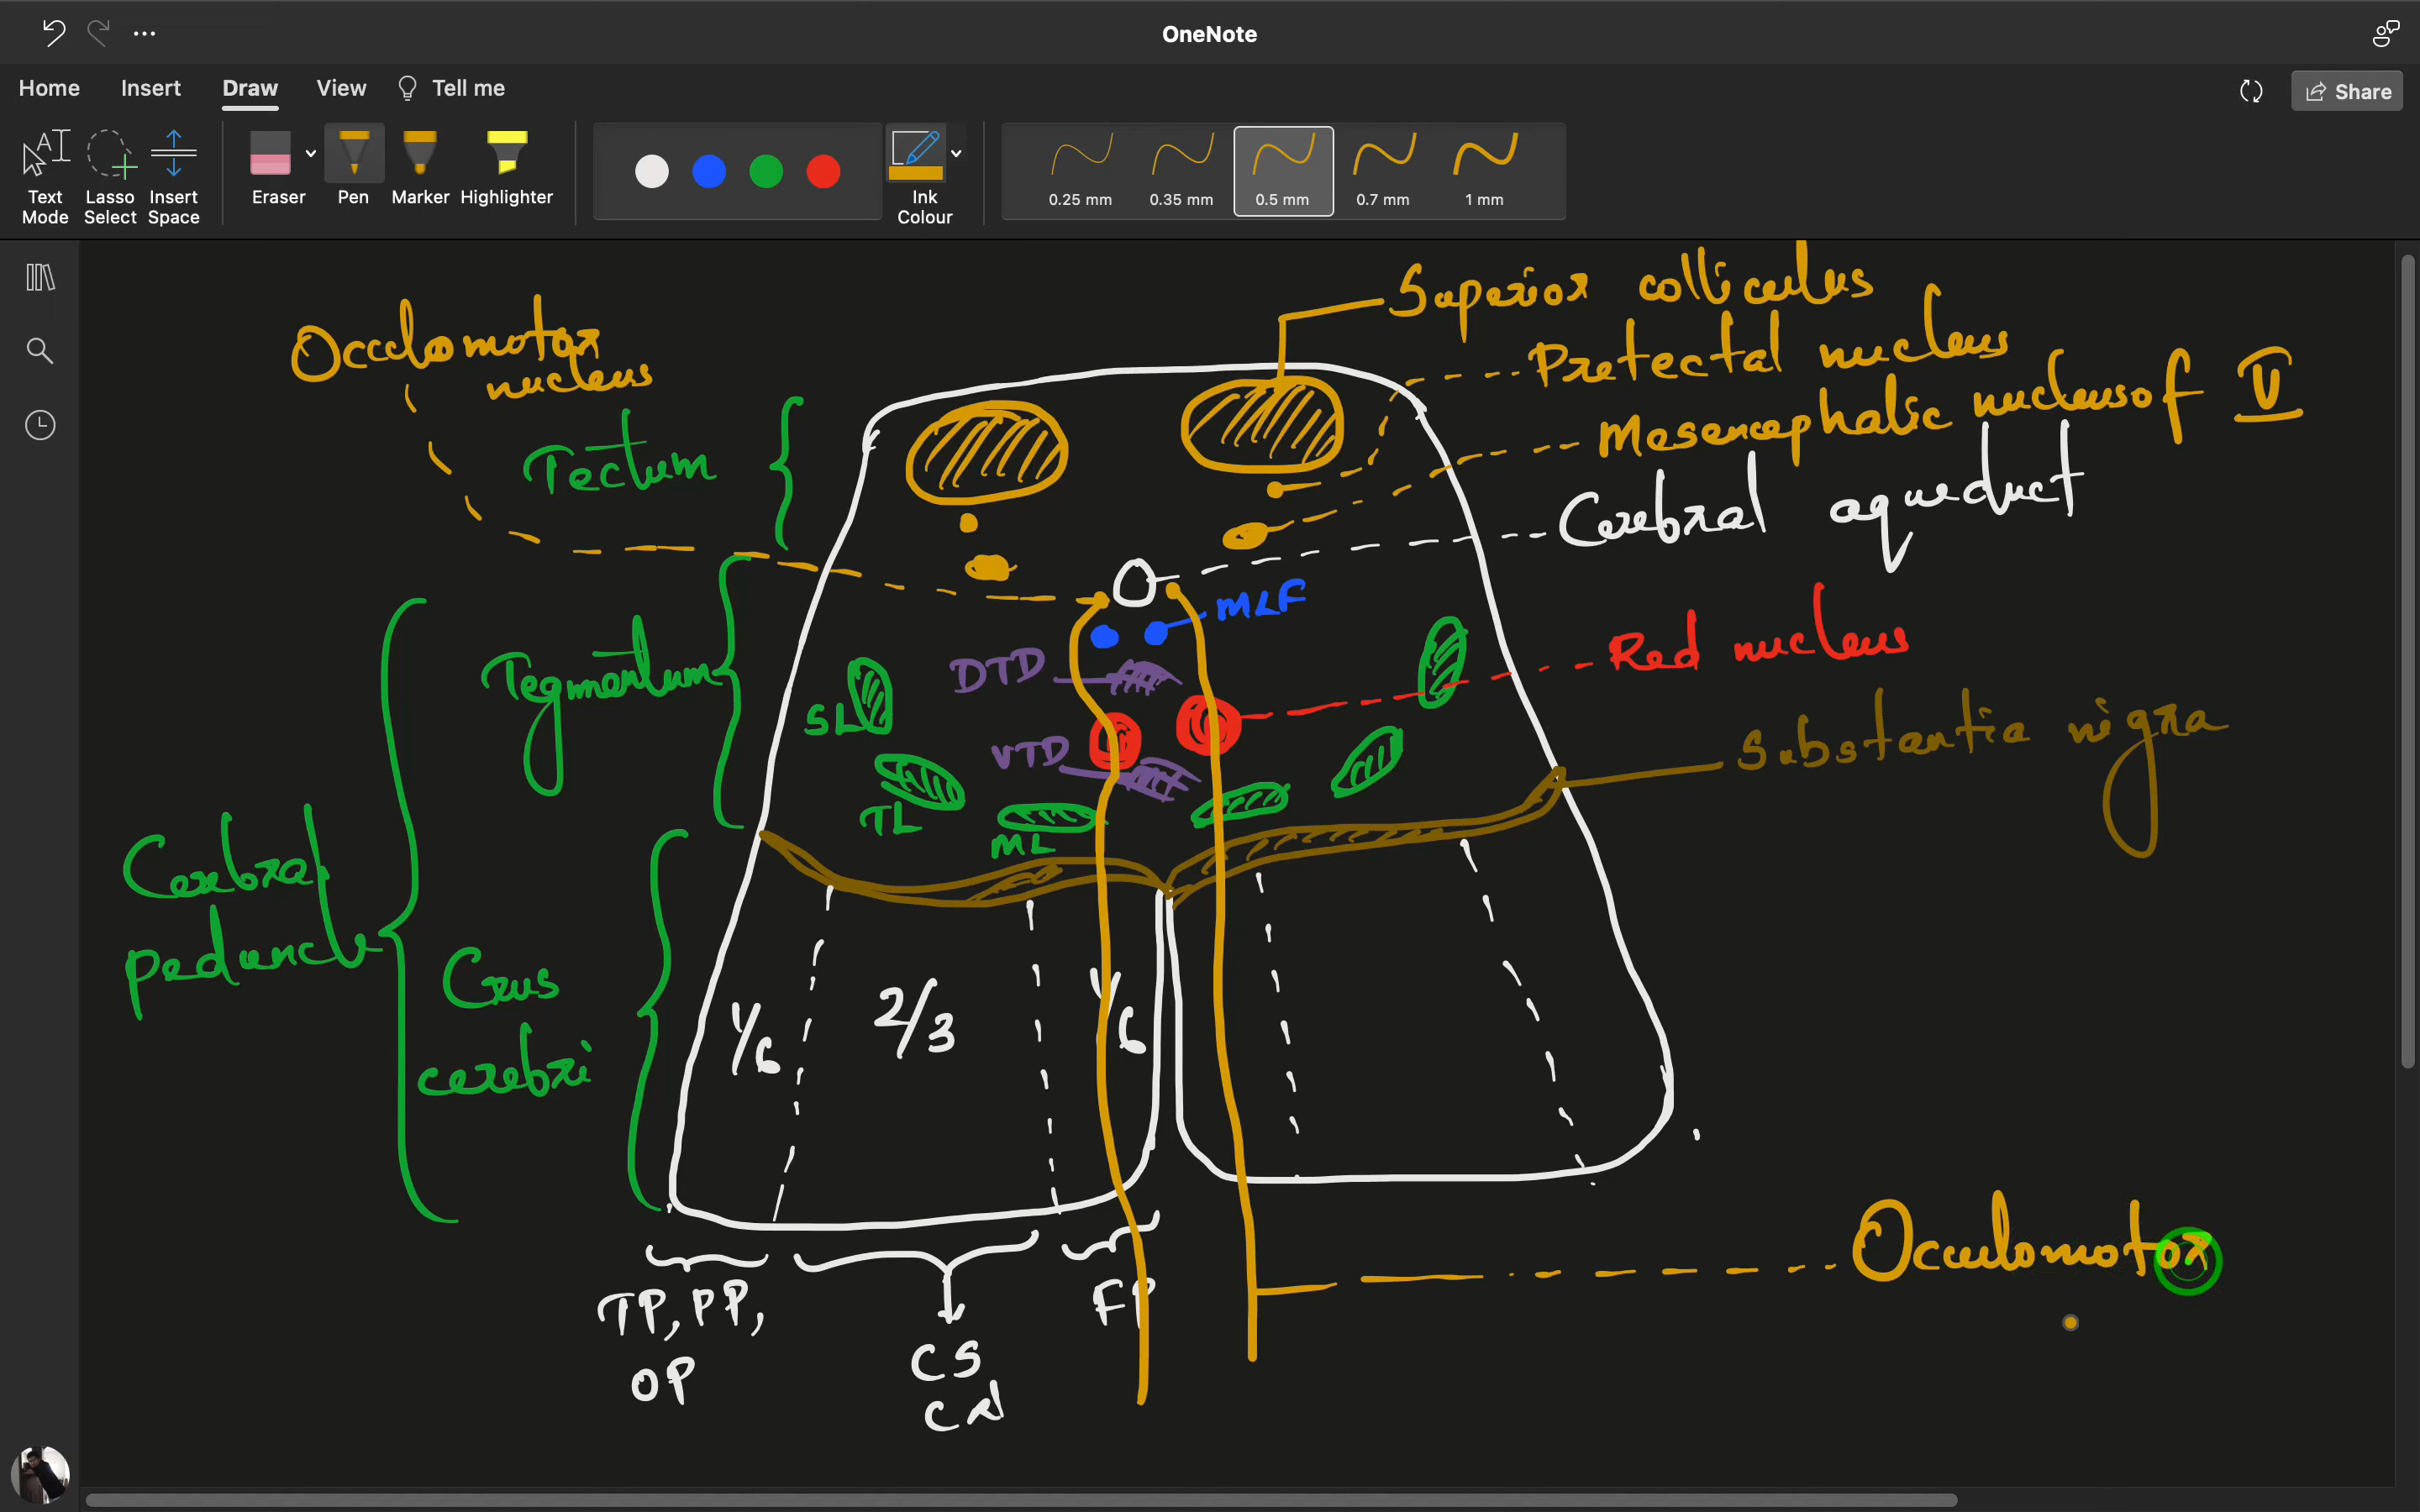 OneNote
Home Insert Draw View Tell me
Share
Text Mode
Lasso Select
Insert Space
Eraser
Pen
Marker
Highlighter
Ink Colour
0.25 mm
0.35 mm
0.5 mm
0.7 mm
1 mm
Superior colliculus
Occulomotor
nucleus
Pretectal nucleus
Mesencephalic nucleus of V
Tectum
Cerebral aqueduct
MLF
Tegmentum
DTD
Red nucleus
SL
VTD
Substantia nigra
TL
ML
Cerebral
peduncle
Crus
cerebri
1/6
2/3
1/6
TP, PP,
OP
CS
CN
FP
Occulomotor